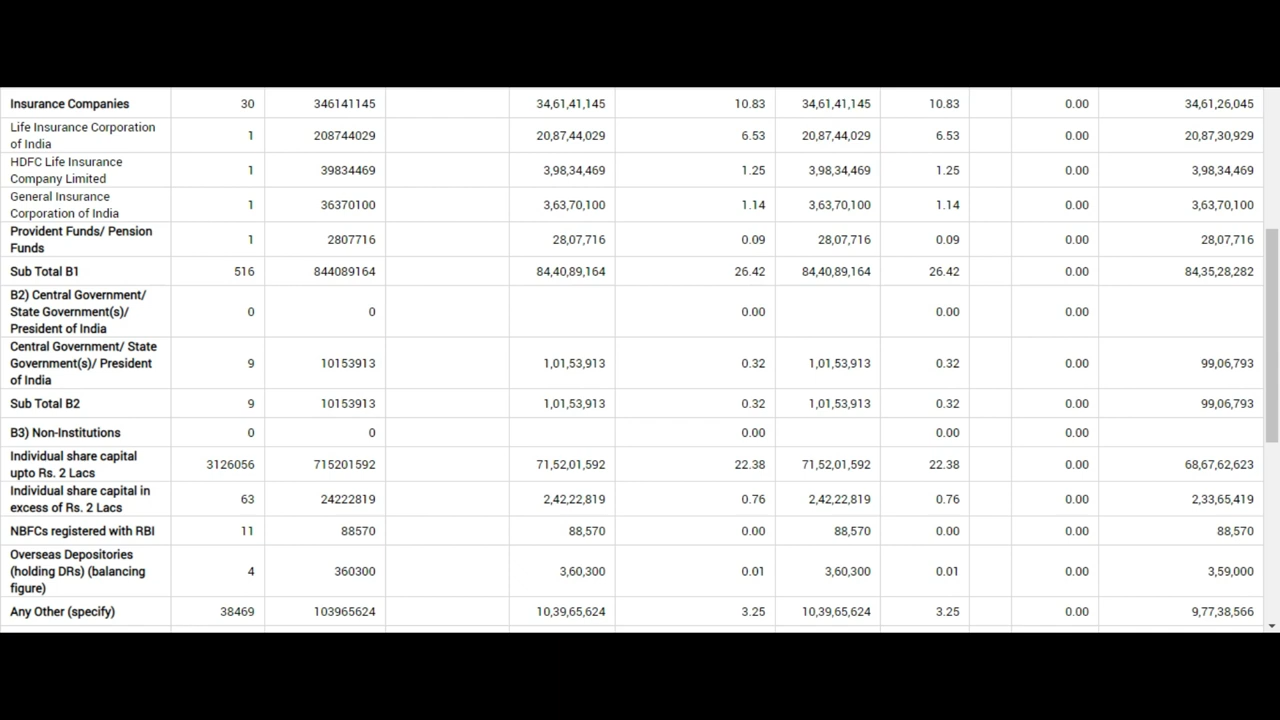 Insurance Companies 30 346141145 34,61,41,145 10.83 34,61,41,145 10.83 0.00 34,61,26,045
Life Insurance Corporation
of India 1 208744029 20,87,44,029 6.53 20,87,44,029 6.53 0.00 20,87,30,929
HDFC Life Insurance
Company Limited 1 39834469 3,98,34,469 1.25 3,98,34,469 1.25 0.00 3,98,34,469
General Insurance
Corporation of India 1 36370100 3,63,70,100 1.14 3,63,70,100 1.14 0.00 3,63,70,100
Provident Funds/ Pension
Funds 1 2807716 28,07,716 0.09 28,07,716 0.09 0.00 28,07,716
Sub Total B1 516 844089164 84,40,89,164 26.42 84,40,89,164 26.42 0.00 84,35,28,282
B2) Central Government/
State Government(s)/ 0 0 0.00 0.00 0.00
President of India
Central Government/ State
Government(s)/ President 9 10153913 1,01,53,913 0.32 1,01,53,913 0.32 0.00 99,06,793
of India
Sub Total B2 9 10153913 1,01,53,913 0.32 1,01,53,913 0.32 0.00 99,06,793
B3) Non-Institutions 0 0 0.00 0.00 0.00
Individual share capital
upto Rs. 2 Lacs 3126056 715201592 71,52,01,592 22.38 71,52,01,592 22.38 0.00 68,67,62,623
Individual share capital in
excess of Rs. 2 Lacs 63 24222819 2,42,22,819 0.76 2,42,22,819 0.76 0.00 2,33,65,419
NBFCs registered with RBI 11 88570 88,570 0.00 88,570 0.00 0.00 88,570
Overseas Depositories
(holding DRs) (balancing 4 360300 3,60,300 0.01 3,60,300 0.01 0.00 3,59,000
figure)
Any Other (specify) 38469 103965624 10,39,65,624 3.25 10,39,65,624 3.25 0.00 9,77,38,566